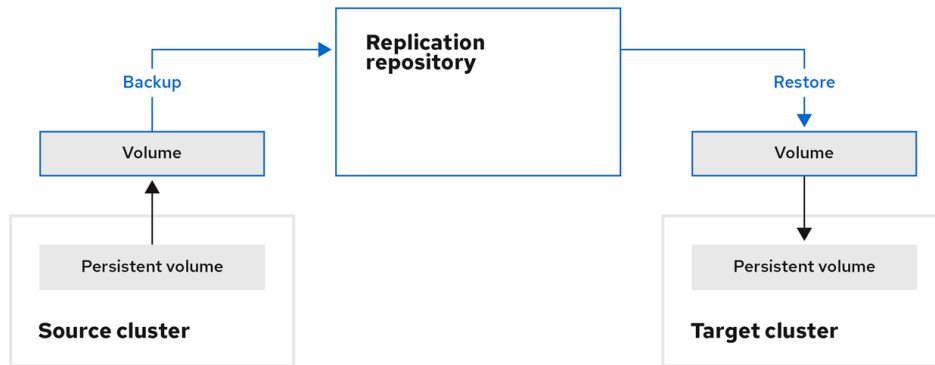 Replication
repository
Backup
Restore
Volume
Volume
Persistent volume
Persistent volume
Source cluster
Target cluster